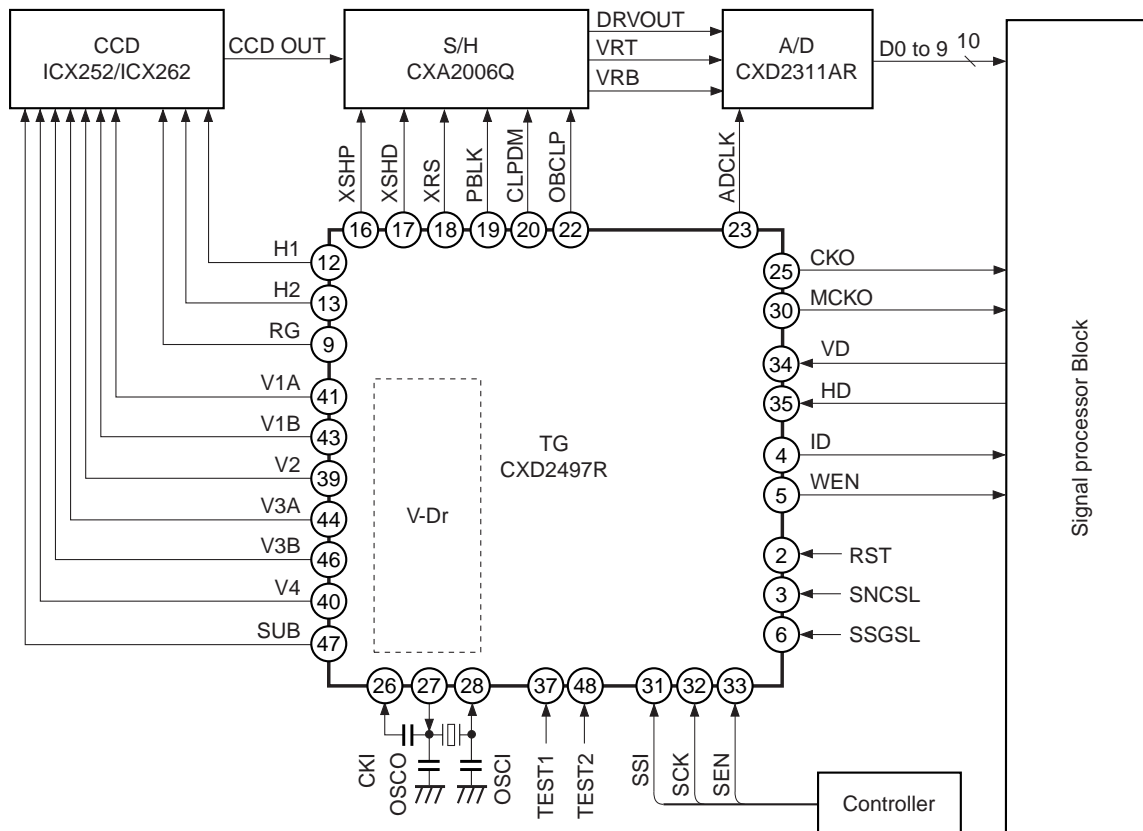 CCD
ICX252/ICX262
CCD OUT
S/H
CXA2006Q
DRVOUT
VRT
VRB
A/D
CXD2311AR
D0 to 9
10
XSHP
XSHD
XRS
PBLK
CLPDM
OBCLP
ADCLK
16
17
18
19
20
22
23
H1
12
H2
13
RG
9
V1A
41
V1B
43
V2
39
V3A
44
V3B
46
V4
40
SUB
47
TG
CXD2497R
V-Dr
25
CKO
30
MCKO
34
VD
35
HD
4
ID
5
WEN
2
RST
3
SNCSL
6
SSGSL
Signal processor Block
26
27
28
37
48
31
32
33
CKI
OSCO
OSCI
TEST1
TEST2
SSI
SCK
SEN
Controller